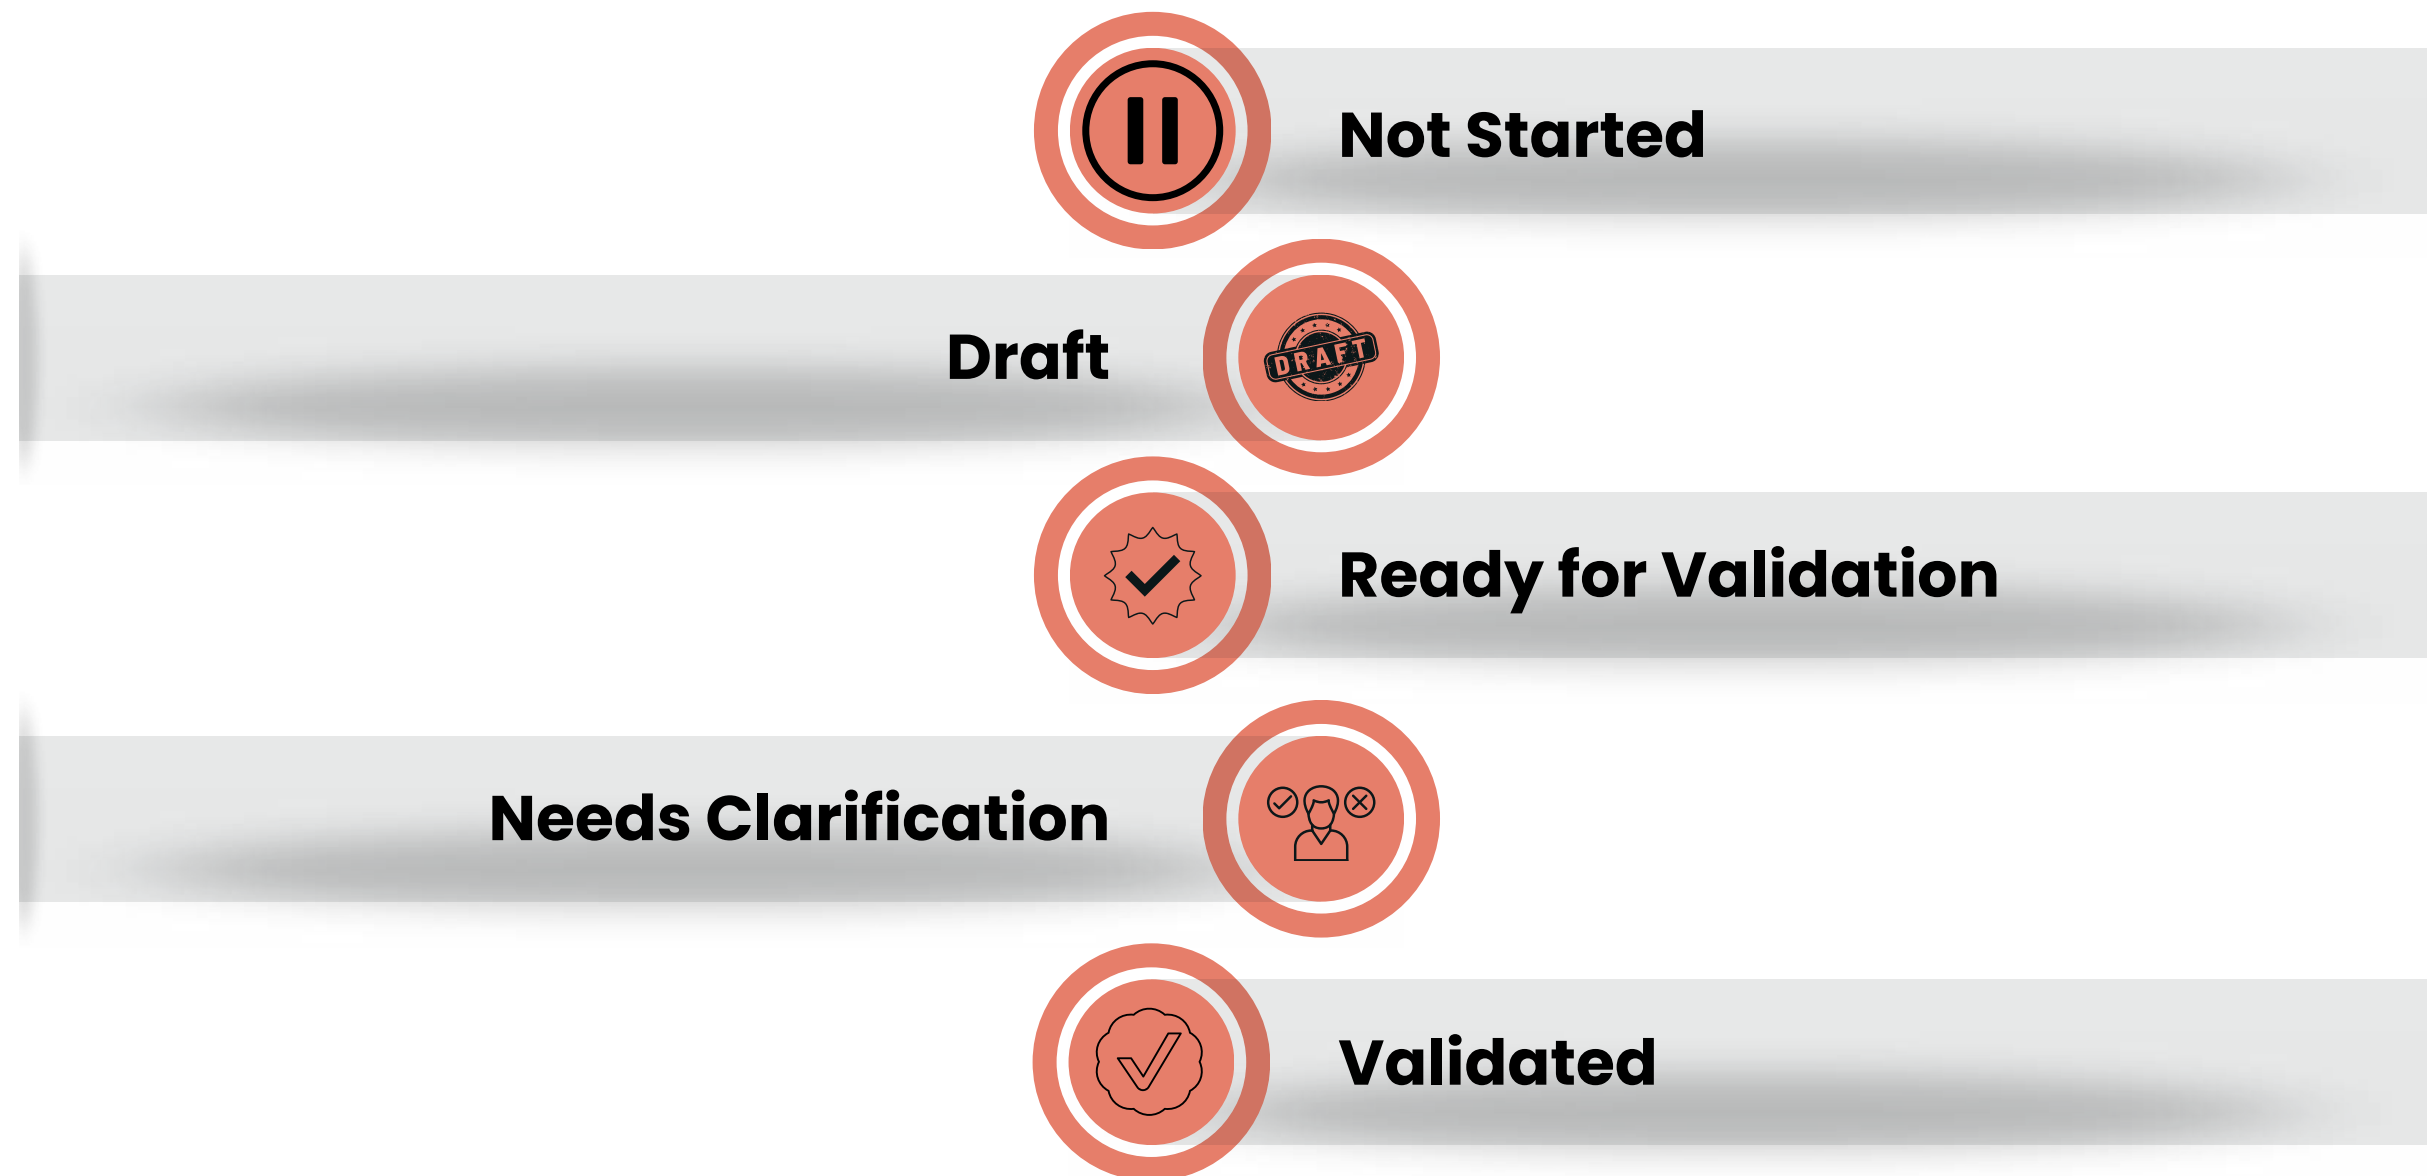 Not Started
Draft
DRAFT
Ready for Validation
Needs Clarification
Validated